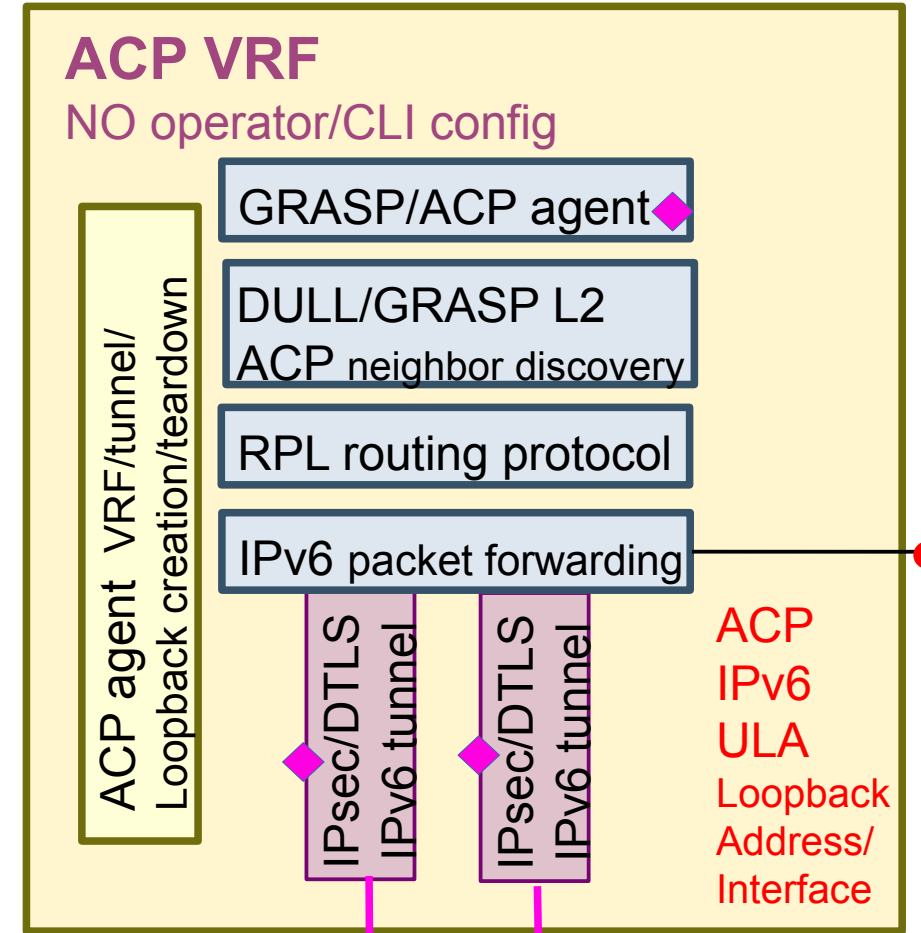 ACP VRF
NO operator/CLI config
GRASP/ACP agent
DULL/GRASP L2
ACP neighbor discovery
RPL routing protocol
IPv6 packet forwarding
ACP agent VRF/tunnel/
Loopback creation/teardown
IPsec/DTLS
IPv6 tunnel
IPsec/DTLS
IPv6 tunnel
ACP
IPv6
ULA
Loopback
Address/
Interface